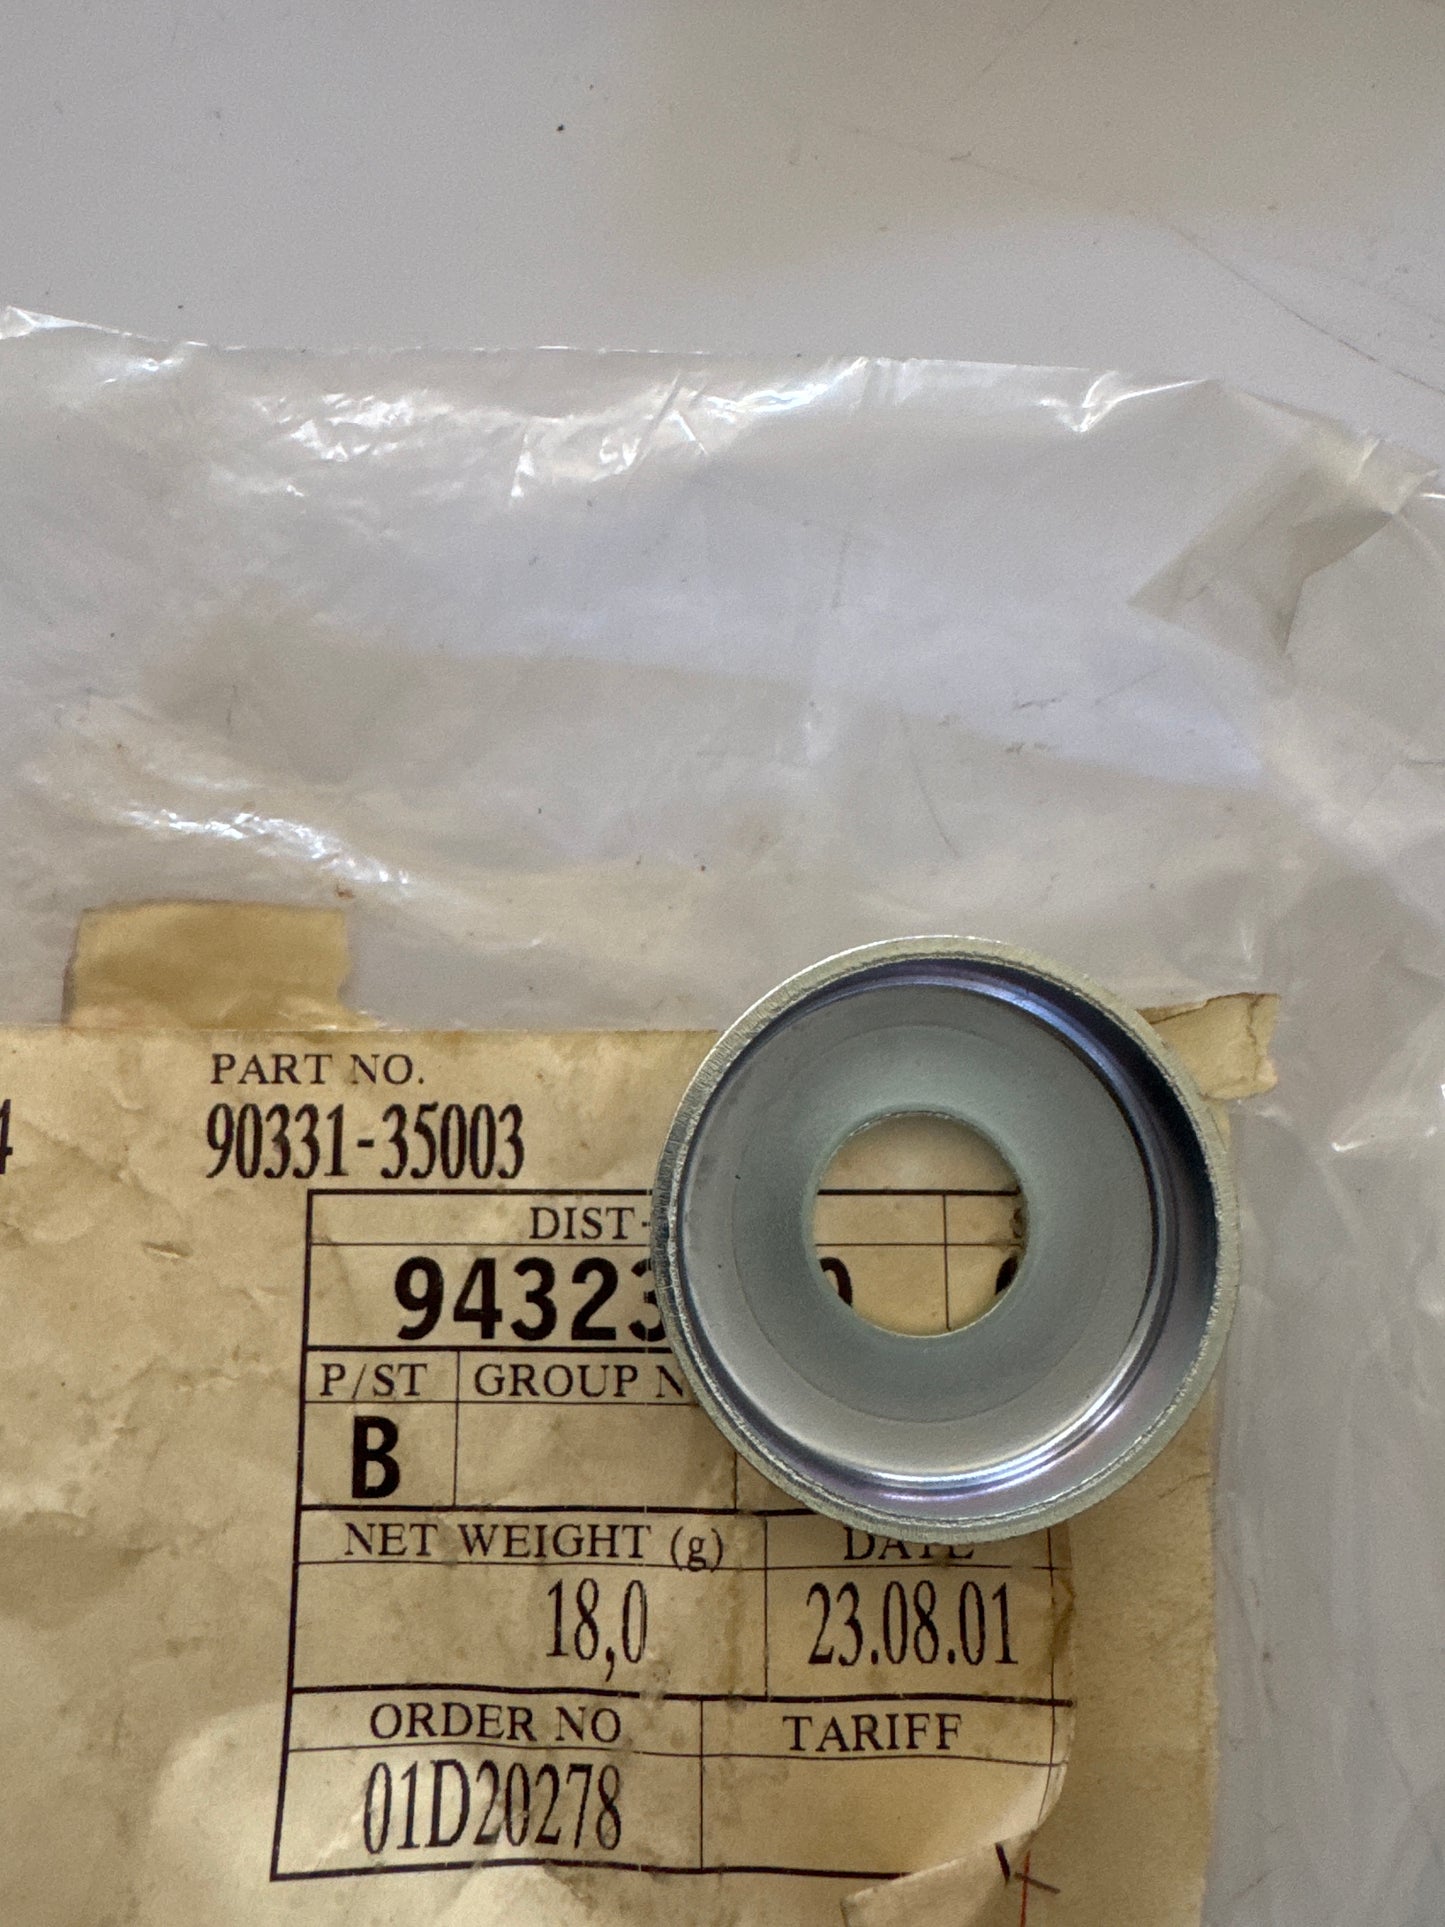 4
PART NO.
90331-35003
DIST-
94323
P/ST GROUP N
B
NET WEIGHT (g) DATE
18,0 23.08.01
ORDER NO TARIFF
01D20278